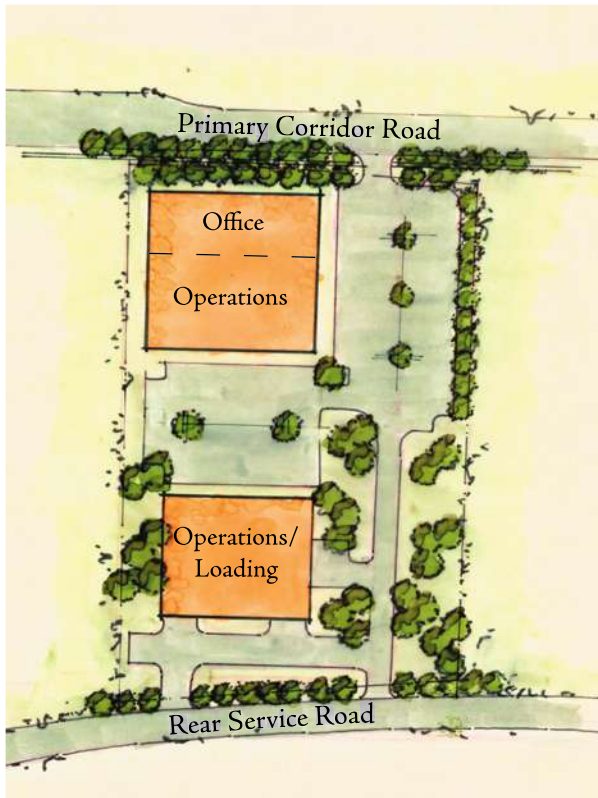 Primary Corridor Road
Office
Operations
Operations/
Loading
Rear Service Road